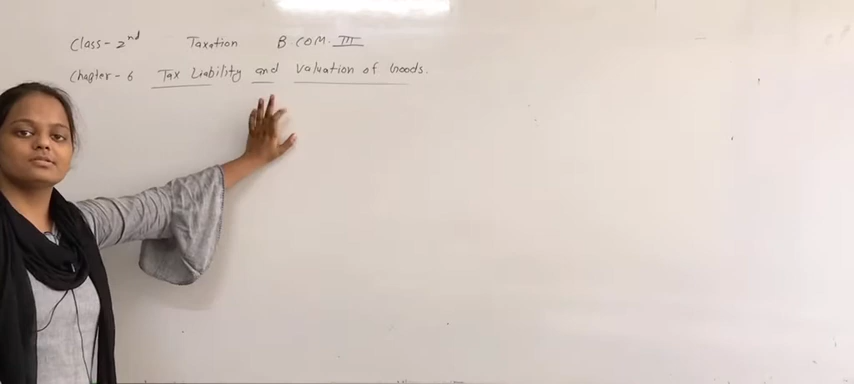 Class - 2nd Taxation B COM. III
Chapter - 6 Tax Liability and Valuation of Goods.